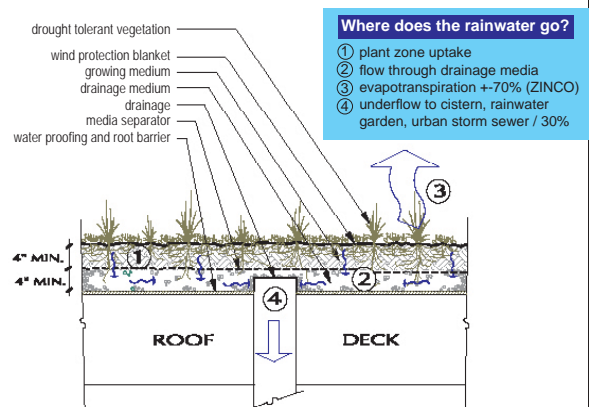 drought tolerant vegetation
wind protection blanket
growing medium
drainage medium
drainage
media separator
water proofing and root barrier
Where does the rainwater go?
1 plant zone uptake
2 flow through drainage media
3 evapotranspiration +-70% (ZINCO)
4 underflow to cistern, rainwater
garden, urban storm sewer / 30%
3
4" MIN.
1
4" MIN.
2
4
ROOF
DECK